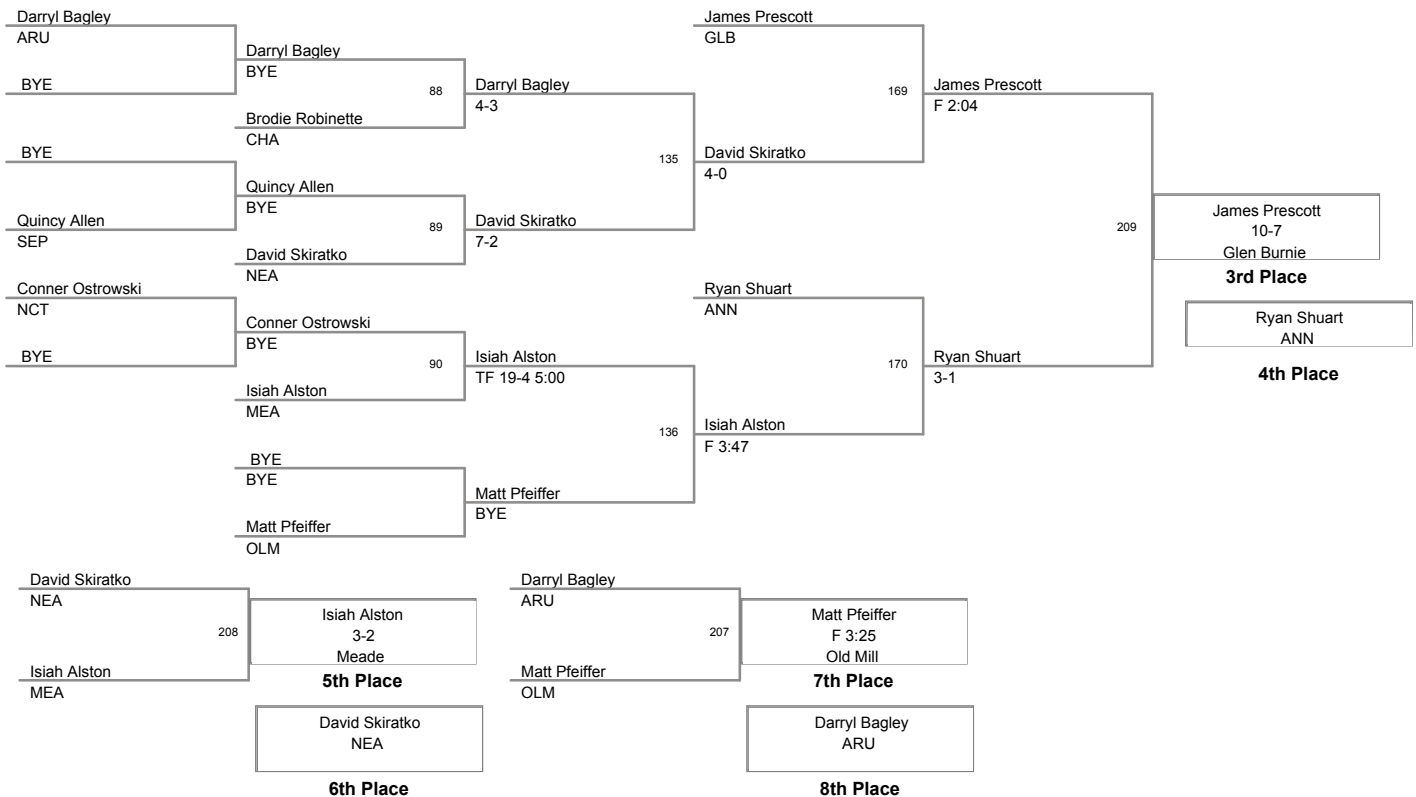 Darryl Bagley
ARU
BYE
BYE
Quincy Allen
SEP
Conner Ostrowski
NCT
BYE
Darryl Bagley
BYE
88
Brodie Robinette
CHA
Quincy Allen
BYE
89
David Skiratko
NEA
Conner Ostrowski
BYE
90
Isiah Alston
MEA
BYE
BYE
Matt Pfeiffer
OLM
Darryl Bagley
4-3
135
David Skiratko
7-2
Isiah Alston
TF 19-4 5:00
136
Matt Pfeiffer
BYE
James Prescott
GLB
169
David Skiratko
4-0
Ryan Shuart
ANN
170
Isiah Alston
F 3:47
James Prescott
F 2:04
209
Ryan Shuart
3-1
James Prescott
10-7
Glen Burnie
3rd Place
Ryan Shuart
ANN
4th Place
David Skiratko
NEA
208
Isiah Alston
MEA
Isiah Alston
3-2
Meade
5th Place
David Skiratko
NEA
6th Place
Darryl Bagley
ARU
207
Matt Pfeiffer
OLM
Matt Pfeiffer
F 3:25
Old Mill
7th Place
Darryl Bagley
ARU
8th Place